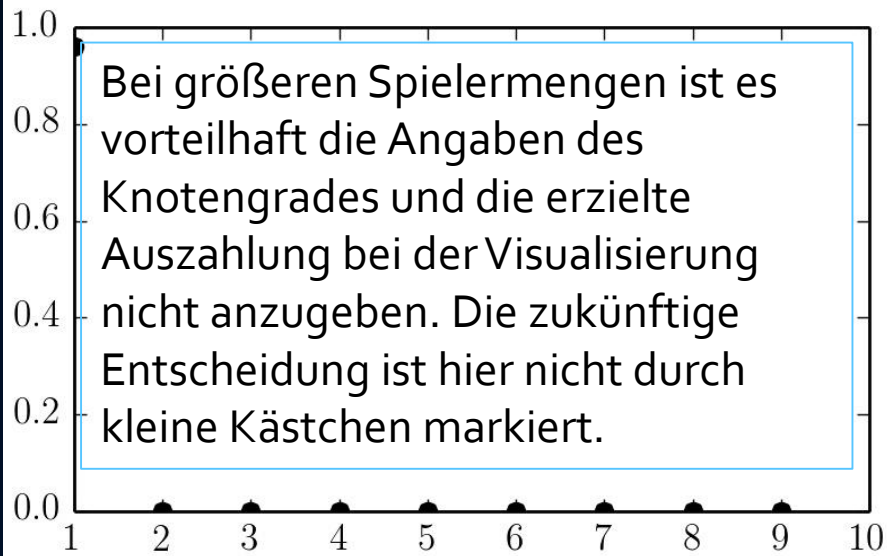 1.0
Bei größeren Spielermengen ist es
0.8
vorteilhaft die Angaben des
Knotengrades und die erzielte
0.6
Auszahlung bei der Visualisierung
0.4
nicht anzugeben. Die zukünftige
Entscheidung ist hier nicht durch
0.2
kleine Kästchen markiert.
0.0
1 2 3 4 5 6 7 8 9 10